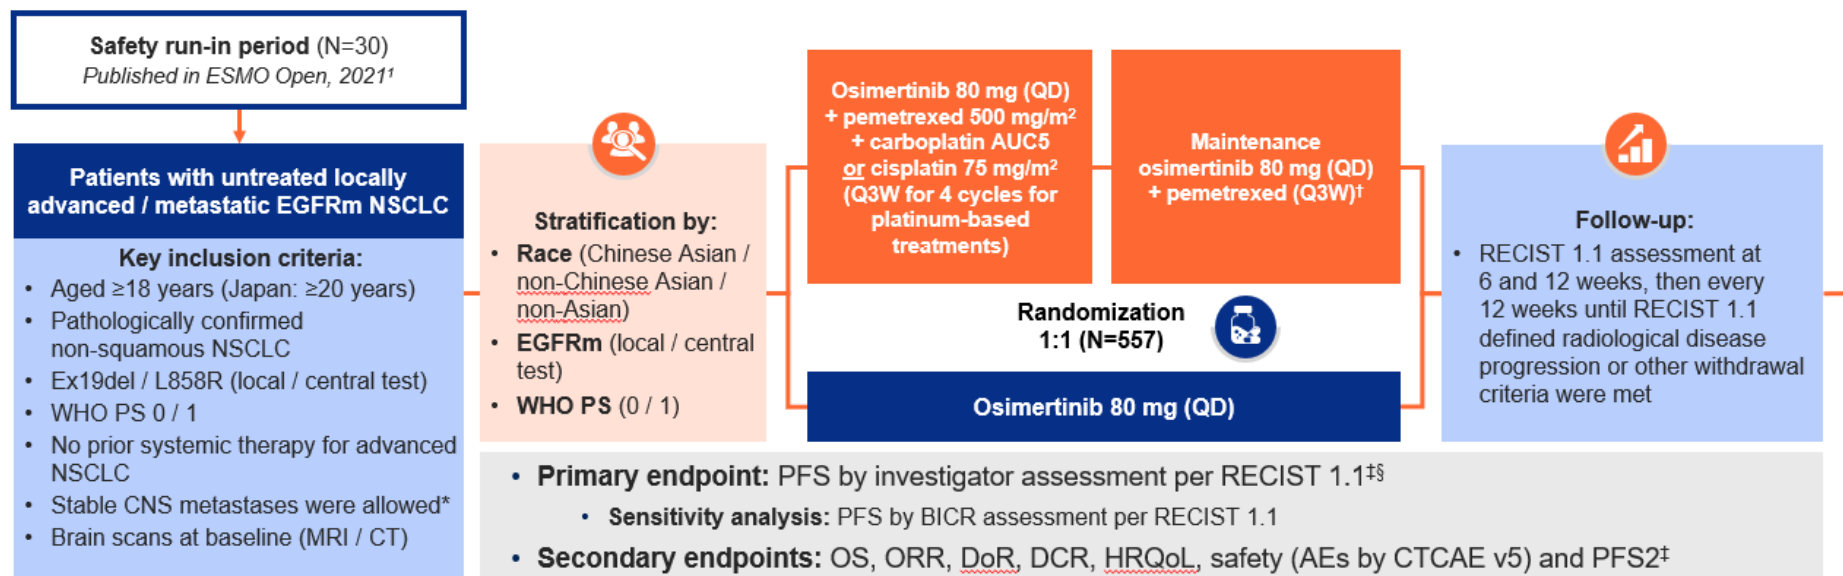 Safety run-in period (N=30)
Published in ESMO Open, 2021¹
Patients with untreated locally
advanced / metastatic EGFRm NSCLC
Key inclusion criteria:
• Aged ≥18 years (Japan: ≥20 years)
• Pathologically confirmed
non-squamous NSCLC
• Ex19del / L858R (local / central test)
• WHO PS 0 / 1
• No prior systemic therapy for advanced
NSCLC
• Stable CNS metastases were allowed*
• Brain scans at baseline (MRI / CT)
Stratification by:
• Race (Chinese Asian /
non-Chinese Asian /
non-Asian)
• EGFRm (local / central
test)
• WHO PS (0 / 1)
Osimertinib 80 mg (QD)
+ pemetrexed 500 mg/m²
+ carboplatin AUC5
or cisplatin 75 mg/m²
(Q3W for 4 cycles for
platinum-based
treatments)
Maintenance
osimertinib 80 mg (QD)
+ pemetrexed (Q3W)†
Randomization
1:1 (N=557)
Osimertinib 80 mg (QD)
Follow-up:
• RECIST 1.1 assessment at
6 and 12 weeks, then every
12 weeks until RECIST 1.1
defined radiological disease
progression or other withdrawal
criteria were met
• Primary endpoint: PFS by investigator assessment per RECIST 1.1‡§
• Sensitivity analysis: PFS by BICR assessment per RECIST 1.1
• Secondary endpoints: OS, ORR, DoR, DCR, HRQoL, safety (AEs by CTCAE v5) and PFS2‡